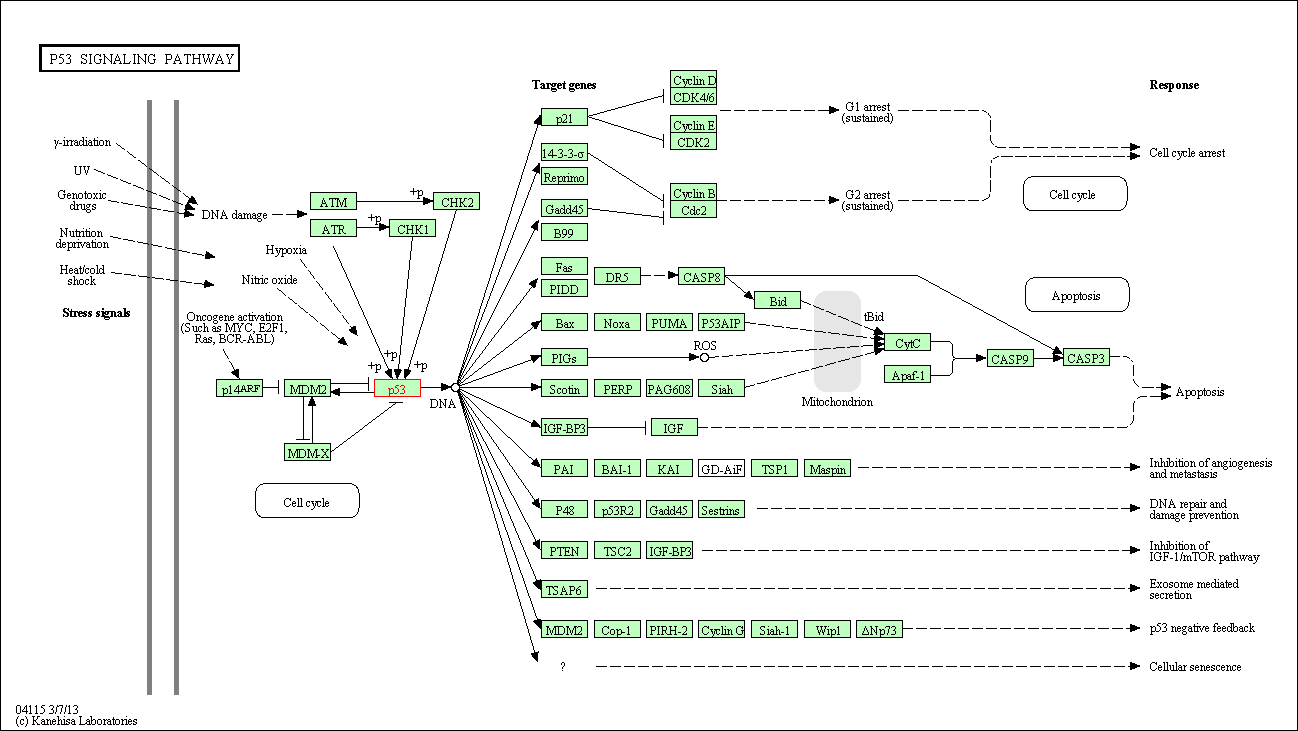 P53 SIGNALING PATHWAY
Target genes
Response
Cyclin D
CDK4/6
p21
G1 arrest
(sustained)
Cyclin E
CDK2
γ-irradiation
14-3-3-σ
Cell cycle arrest
UV
Reprimo
Genotoxic
drugs
ATM
+p
CHK2
Cyclin B
Cdc2
G2 arrest
(sustained)
Cell cycle
DNA damage
Gadd45
ATR
+p
CHK1
B99
Nutrition
deprivation
Hypoxia
Fas
Heat/cold
shock
Nitric oxide
DR5
CASP8
PIDD
Bid
Apoptosis
Stress signals
Oncogene activation
(Such as MYC, E2F1,
Ras, BCR-ABL)
tBid
Bax
Noxa
PUMA
P53AIP
CytC
ROS
+p
+p
+p
PIGs
CASP9
CASP3
Apaf-1
p14ARF
MDM2
p53
DNA
Scotin
PERP
PAG608
Siah
Mitochondrion
Apoptosis
IGF-BP3
IGF
MDM-X
PAI
BAI-1
KAI
GD-AiF
TSP1
Maspin
Inhibition of angiogenesis
and metastasis
Cell cycle
P48
p53R2
Gadd45
Sestrins
DNA repair and
damage prevention
PTEN
TSC2
IGF-BP3
Inhibition of
IGF-1/mTOR pathway
TSAP6
Exosome mediated
secretion
MDM2
Cop-1
PIRH-2
Cyclin G
Siah-1
Wip1
ΔNp73
p53 negative feedback
?
Cellular senescence
04115 3/7/13
(c) Kanehisa Laboratories